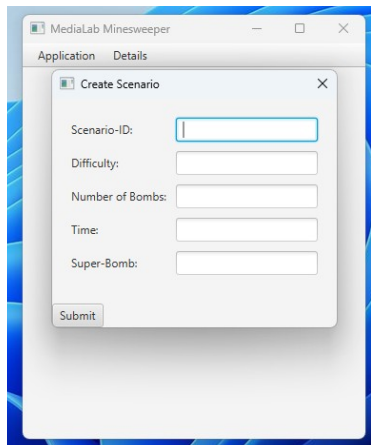 MediaLab Minesweeper
Application Details
Create Scenario
Scenario-ID:
Difficulty:
Number of Bombs:
Time:
Super-Bomb:
Submit